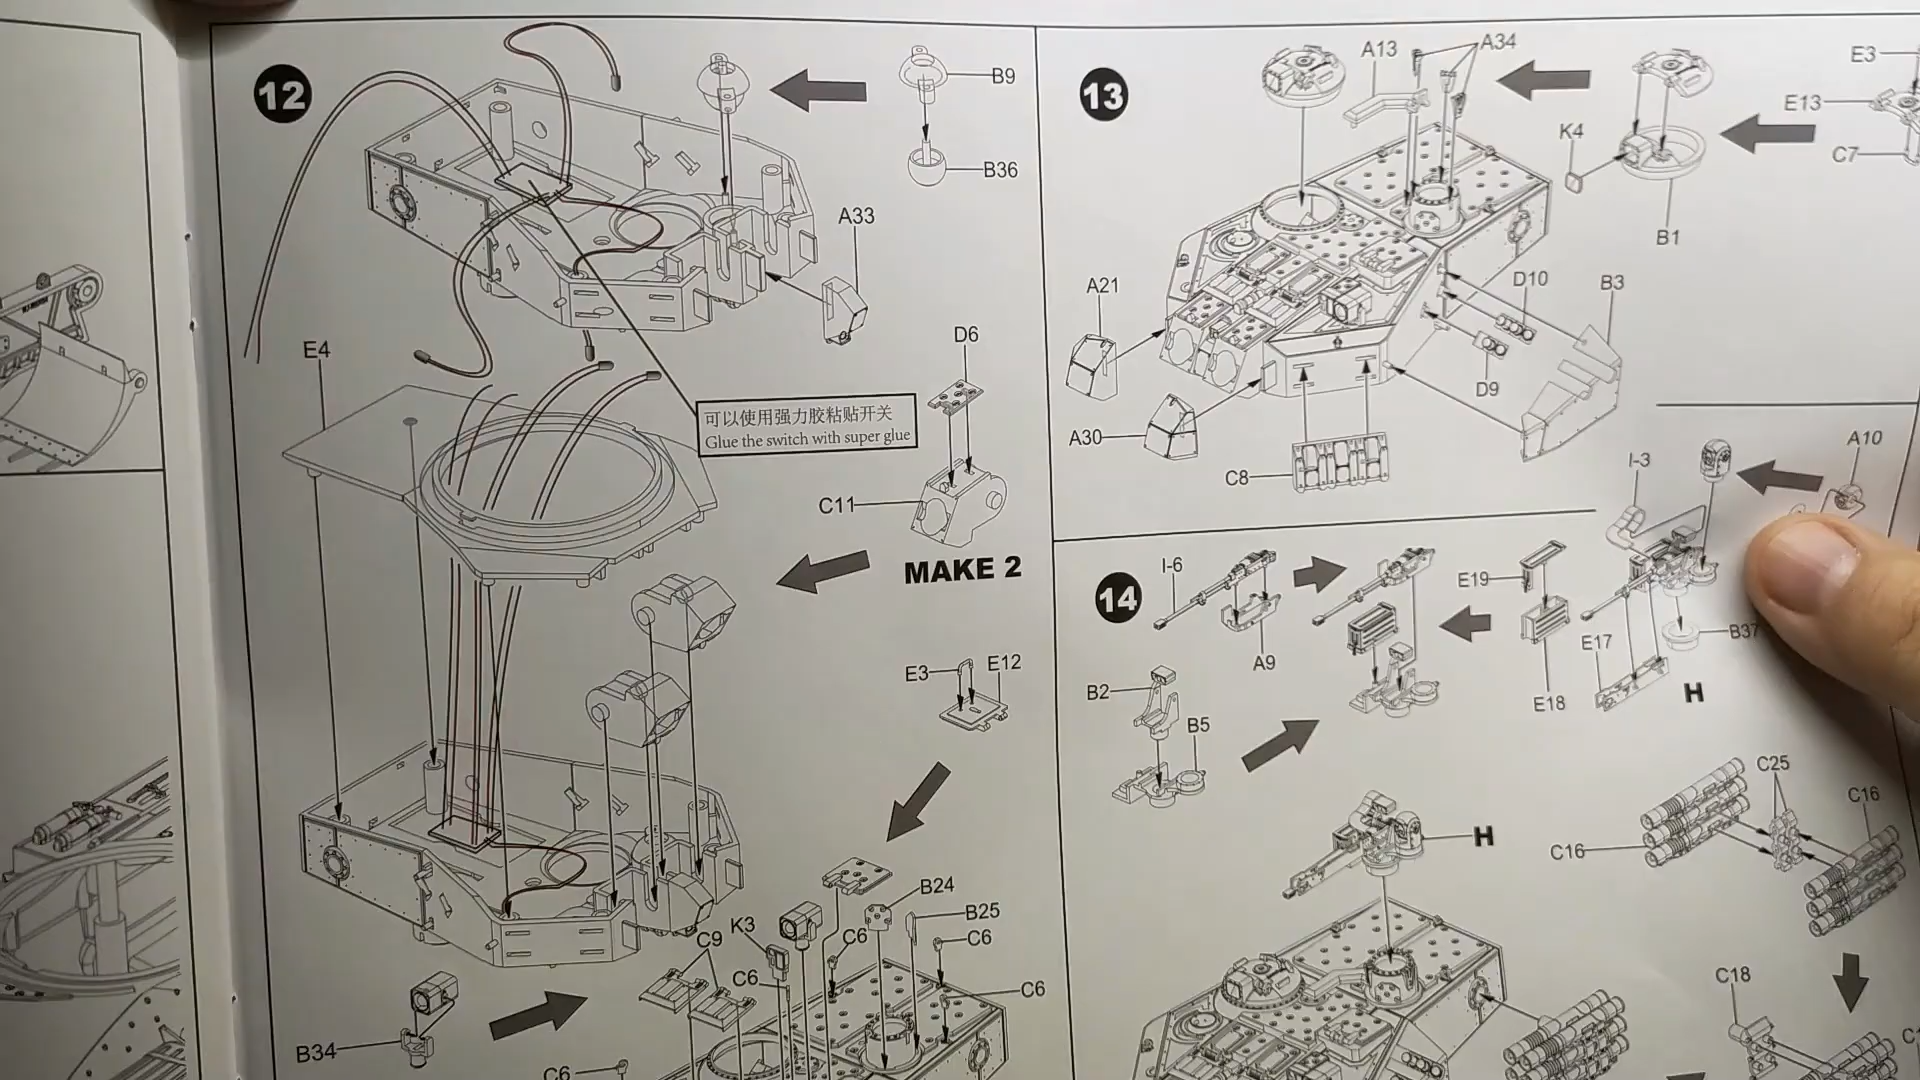 12
B9
B36
A33
E4
D6
可以使用强力胶粘贴开关
Glue the switch with super glue
C11
MAKE 2
E3
E12
B24
B25
K3
C9
C6
C6
C6
C6
B34
C6
13
A13
A34
E3
E13
K4
C7
B1
A21
D10
B3
D9
A30
C8
14
I-6
A9
E19
E18
B2
B5
I-3
A10
E17
B37
H
H
C25
C16
C16
C18